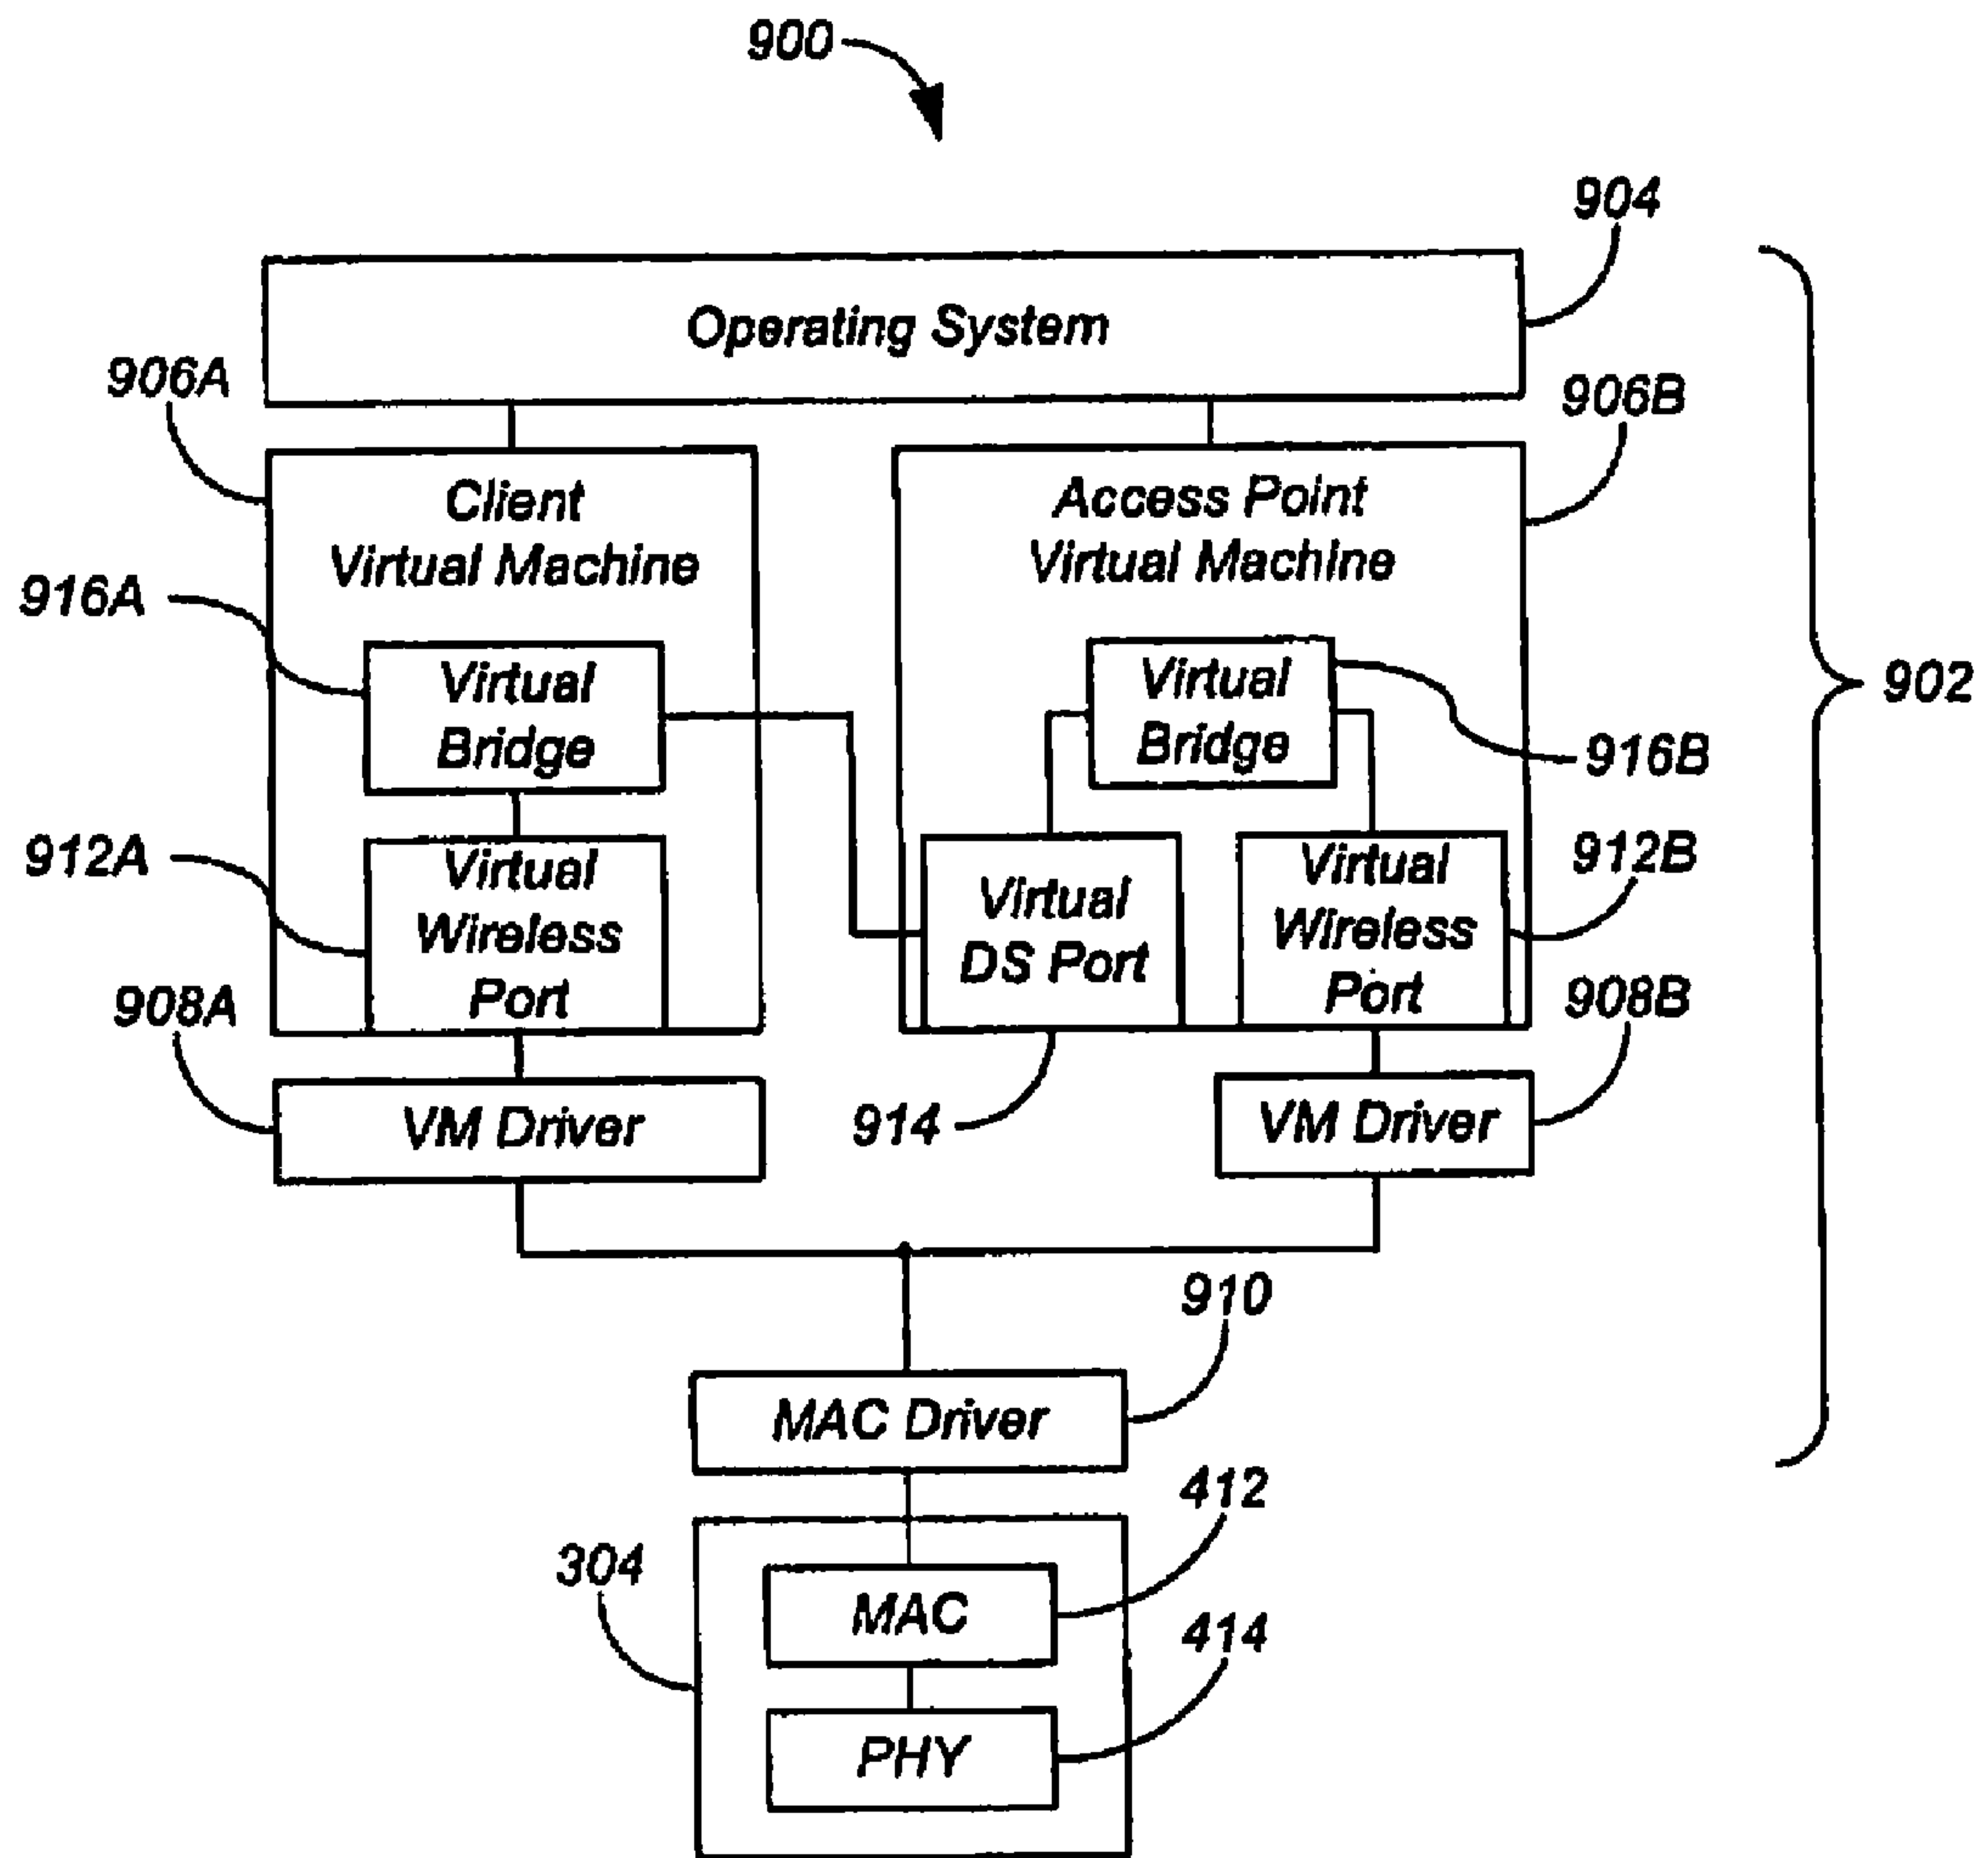 900
904
Operating System
906A
906B
Client
Virtual Machine
Access Point
Virtual Machine
916A
Virtual
Bridge
Virtual
Bridge
902
916B
912A
Virtual
Wireless
Port
Virtual
DS Port
Virtual
Wireless
Port
912B
908A
908B
VM Driver
914
VM Driver
910
MAC Driver
412
304
MAC
414
PHY